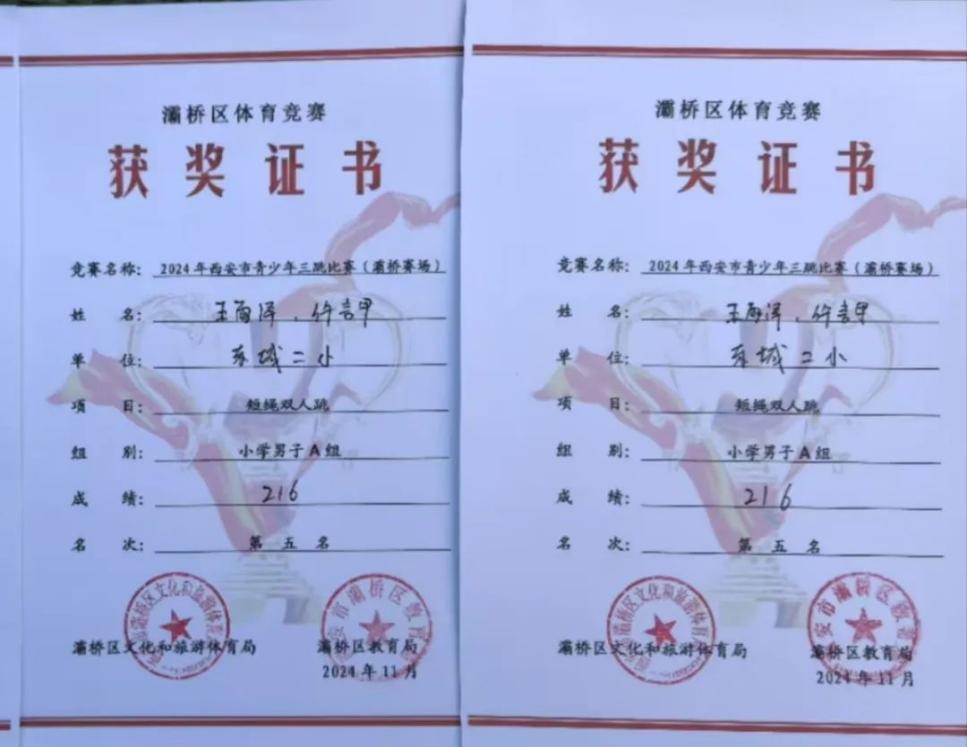 灞桥区体育竞赛
获奖证书
竞赛名称：2024年西安市青少年三跳比赛（灞桥赛场）
姓名：王雨泽、许言甲
单位：东城二小
项目：短绳双人跳
组别：小学男子A组
成绩：216
名次：第五名
灞桥区文化和旅游体育局
灞桥区教育局
2024年11月
灞桥区体育竞赛
获奖证书
竞赛名称：2024年西安市青少年三跳比赛（灞桥赛场）
姓名：王雨泽、许言甲
单位：东城二小
项目：短绳双人跳
组别：小学男子A组
成绩：216
名次：第五名
灞桥区文化和旅游体育局
灞桥区教育局
2024年11月